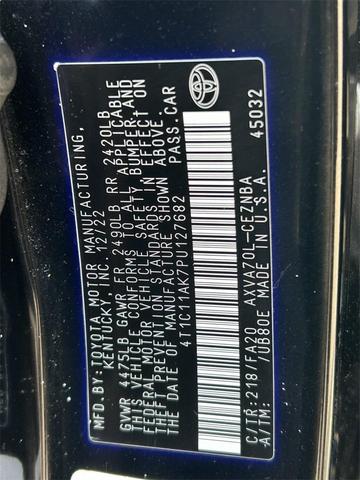 MFD.BY:TOYOTA MOTOR MANUFACTURING,
KENTUCKY, INC. 12/22
GVWR 4475LB GAWR FR 2490LB RR 2420LB
THIS VEHICLE CONFORMS TO ALL APPLICABLE
FEDERAL MOTOR VEHICLE SAFETY BUMPER,AND
THEFT PREVENTION STANDARDS IN EFFECT ON
DATE OF MANUFACTURE SHOWN ABOVE.
4T1C11AK7PU127682 PASS.CAR
C/TR:218/FA20 AXVA70L-CEZNBA 45032
A/TM: /UB80E MADE IN U.S.A.